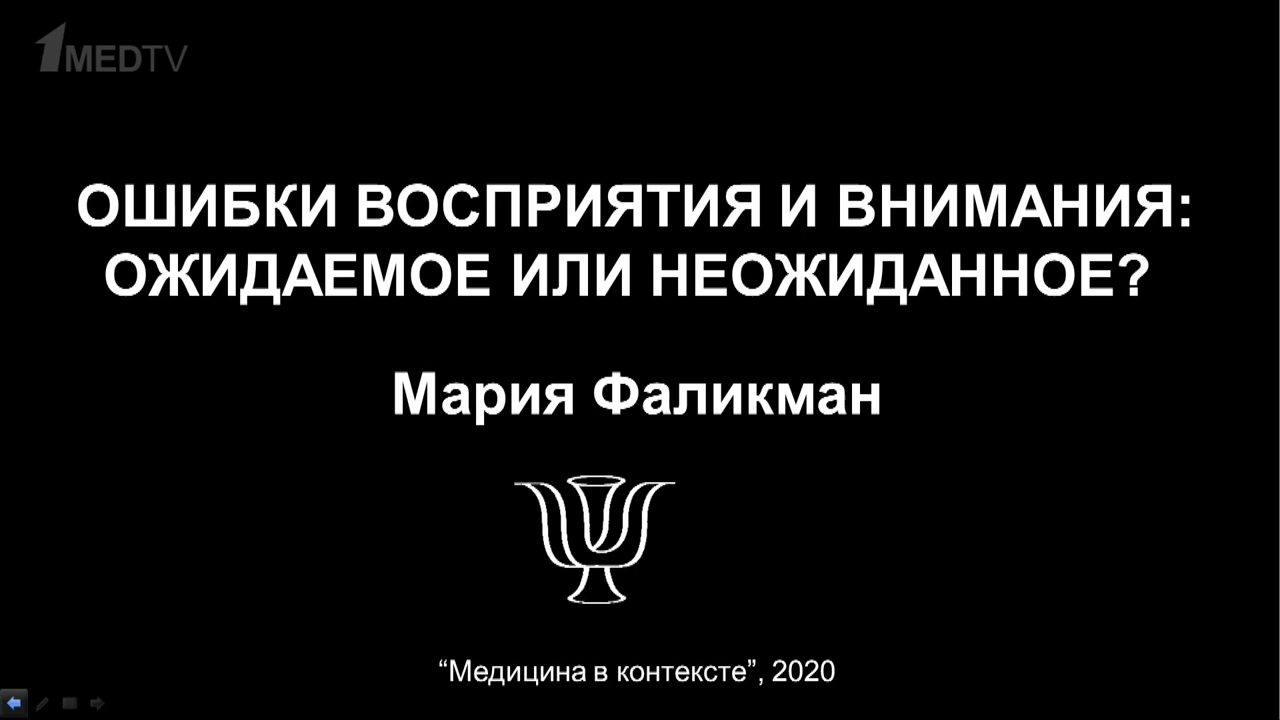 1MEDTV
ОШИБКИ ВОСПРИЯТИЯ И ВНИМАНИЯ:
ОЖИДАЕМОЕ ИЛИ НЕОЖИДАННОЕ?
Мария Фаликман
“Медицина в контексте”, 2020